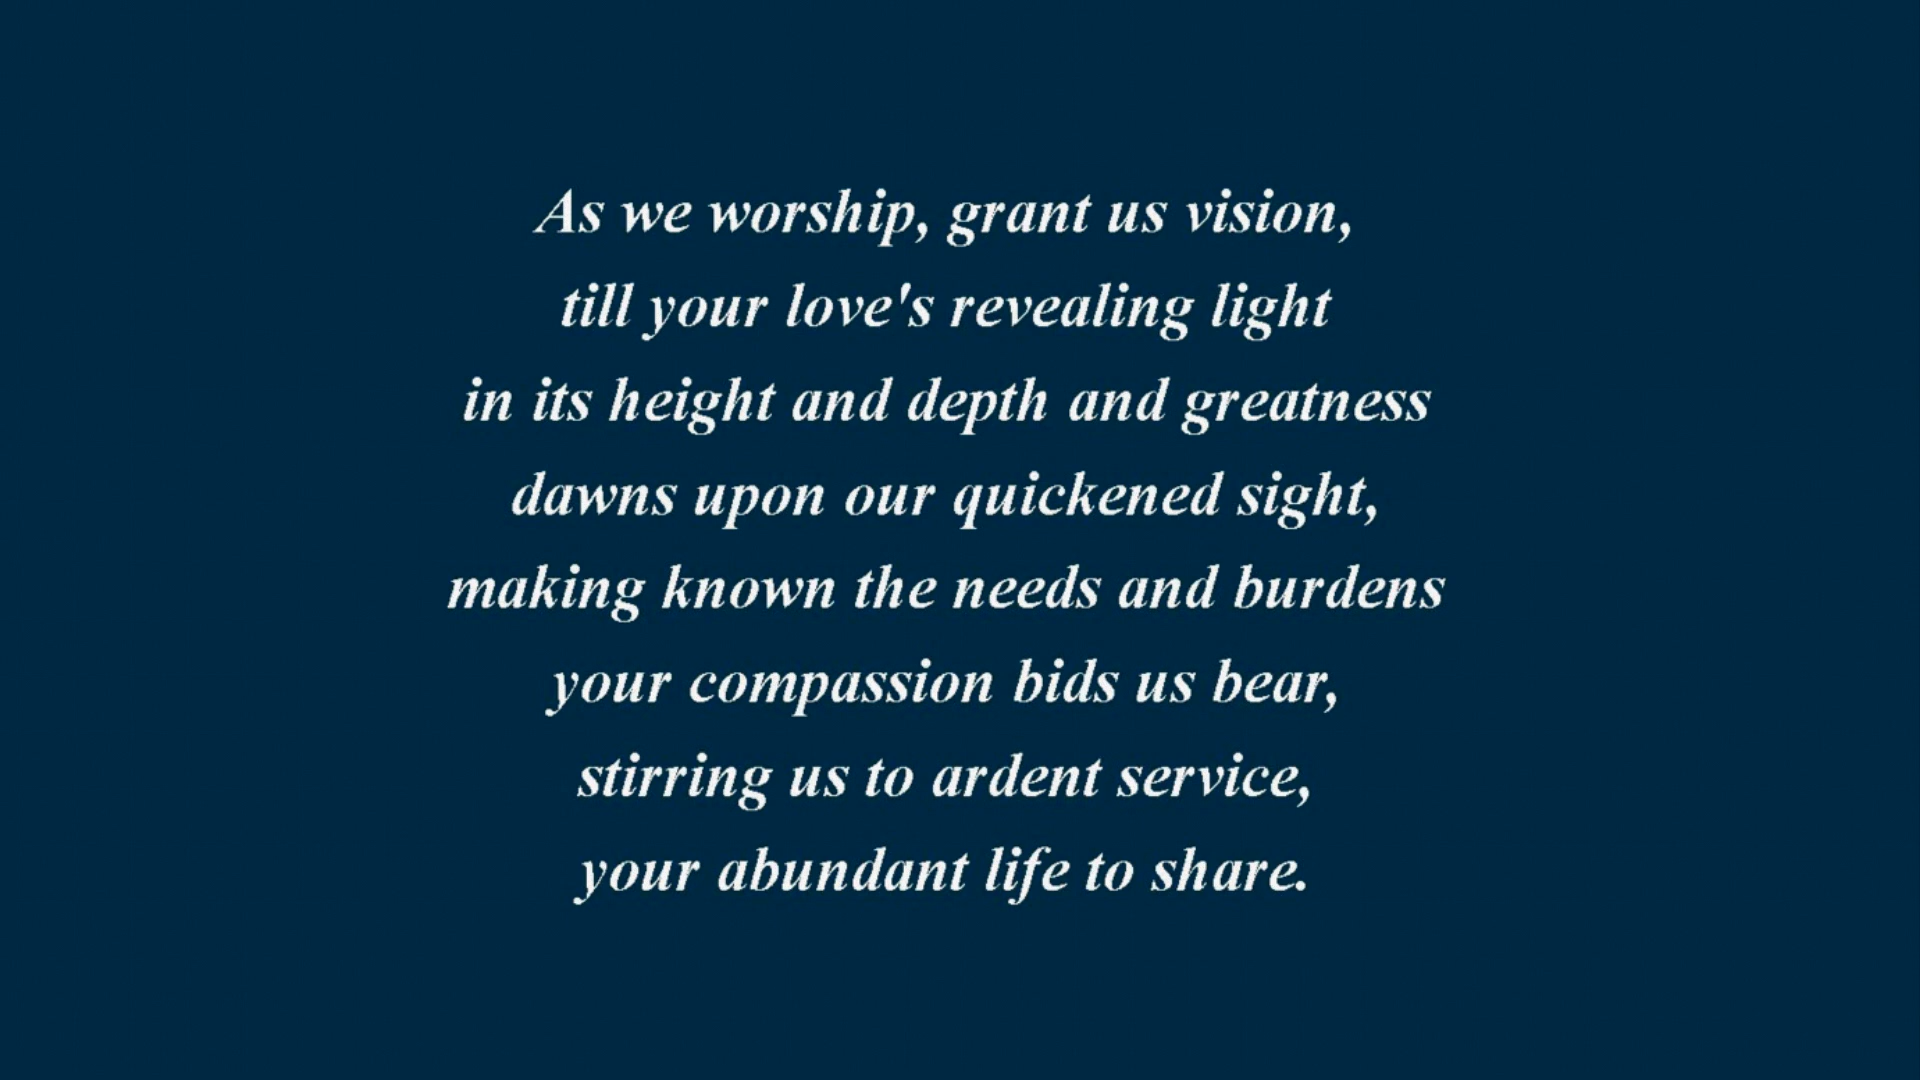 As we worship, grant us vision,
till your love's revealing light
in its height and depth and greatness
dawns upon our quickened sight,
making known the needs and burdens
your compassion bids us bear,
stirring us to ardent service,
your abundant life to share.